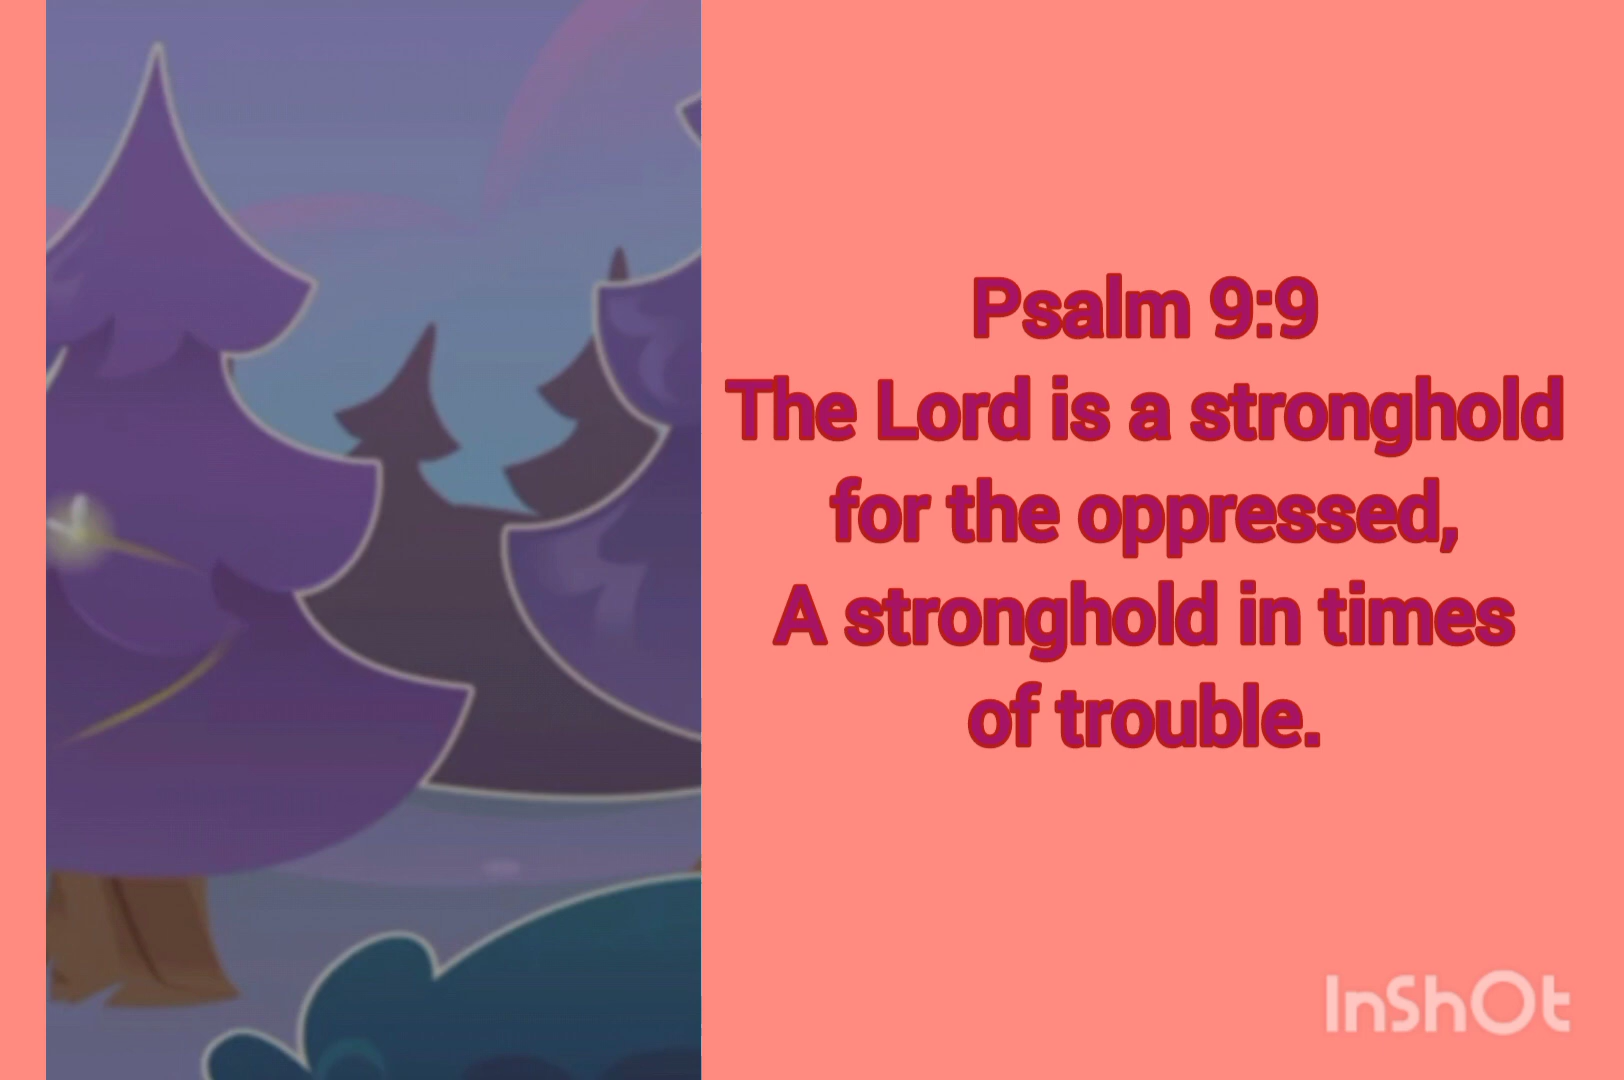 Psalm 9:9
The Lord is a stronghold
for the oppressed,
A stronghold in times
of trouble.
InShOt